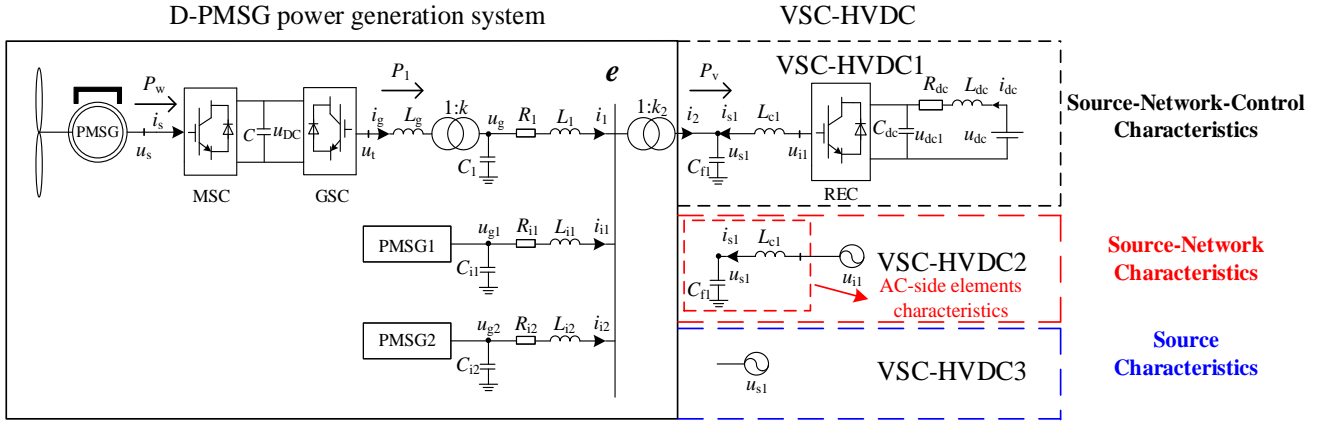 D-PMSG power generation system
VSC-HVDC
P_w
P_1
e
P_v
VSC-HVDC1
R_dc
L_dc
i_dc
PMSG
i_s
u_s
C
u_DC
i_g
L_g
u_t
1:k
u_g
R_1
L_1
i_1
C_1
1:k_2
i_2
i_s1
L_c1
u_s1
C_f1
u_i1
C_dc
u_dc1
u_dc
MSC
GSC
REC
Source-Network-Control
Characteristics
PMSG1
u_g1
R_i1
L_i1
i_i1
C_i1
i_s1
L_c1
u_s1
C_f1
u_i1
VSC-HVDC2
AC-side elements
characteristics
Source-Network
Characteristics
PMSG2
u_g2
R_i2
L_i2
i_i2
C_i2
u_s1
VSC-HVDC3
Source
Characteristics